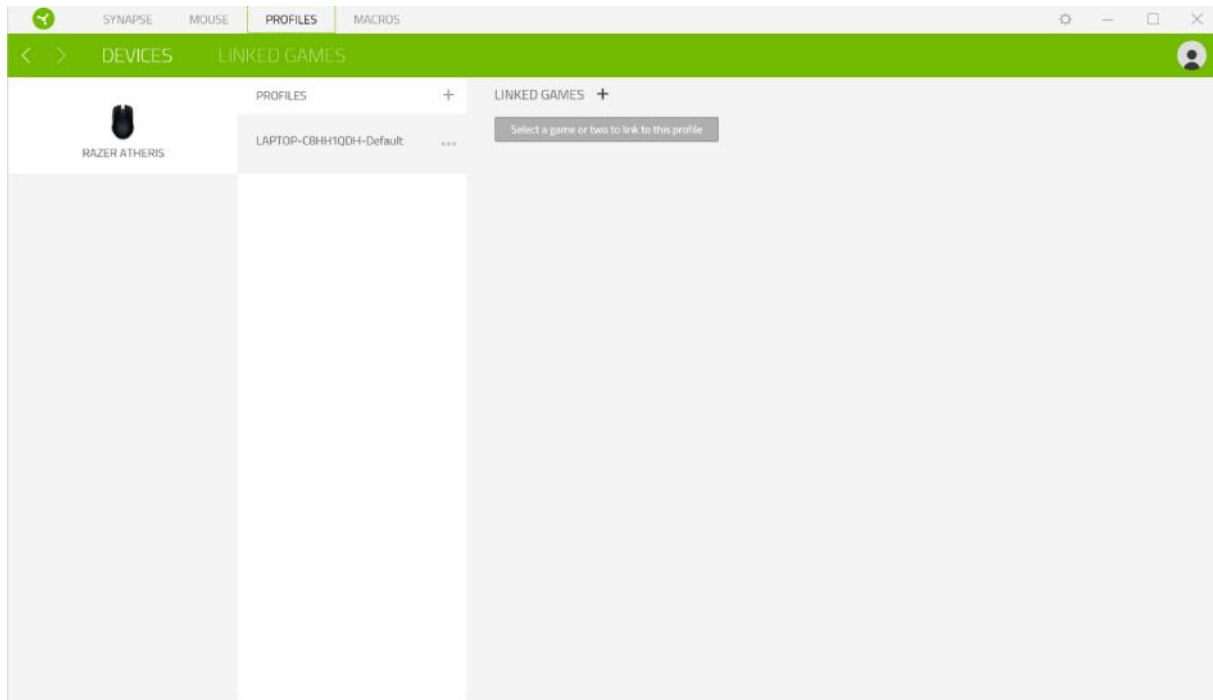 SYNAPSE MOUSE PROFILES MACROS
DEVICES LINKED GAMES
RAZER ATHERIS
PROFILES
LAPTOP-C8HH1QDH-Default
LINKED GAMES
Select a game or two to link to this profile